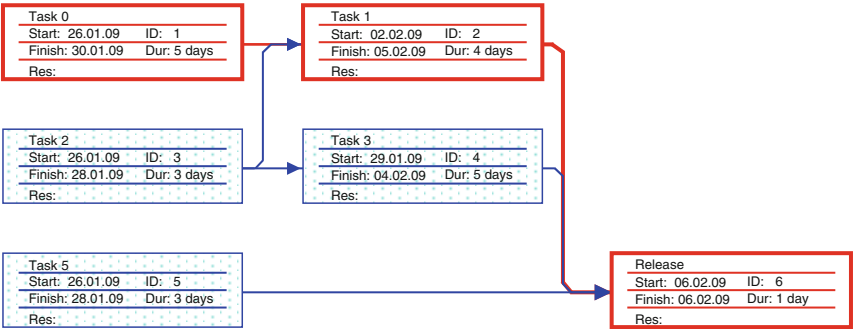 Task 0
Start: 26.01.09 ID: 1
Finish: 30.01.09 Dur: 5 days
Res:
Task 1
Start: 02.02.09 ID: 2
Finish: 05.02.09 Dur: 4 days
Res:
Task 2
Start: 26.01.09 ID: 3
Finish: 28.01.09 Dur: 3 days
Res:
Task 3
Start: 29.01.09 ID: 4
Finish: 04.02.09 Dur: 5 days
Res:
Task 5
Start: 26.01.09 ID: 5
Finish: 28.01.09 Dur: 3 days
Res:
Release
Start: 06.02.09 ID: 6
Finish: 06.02.09 Dur: 1 day
Res: